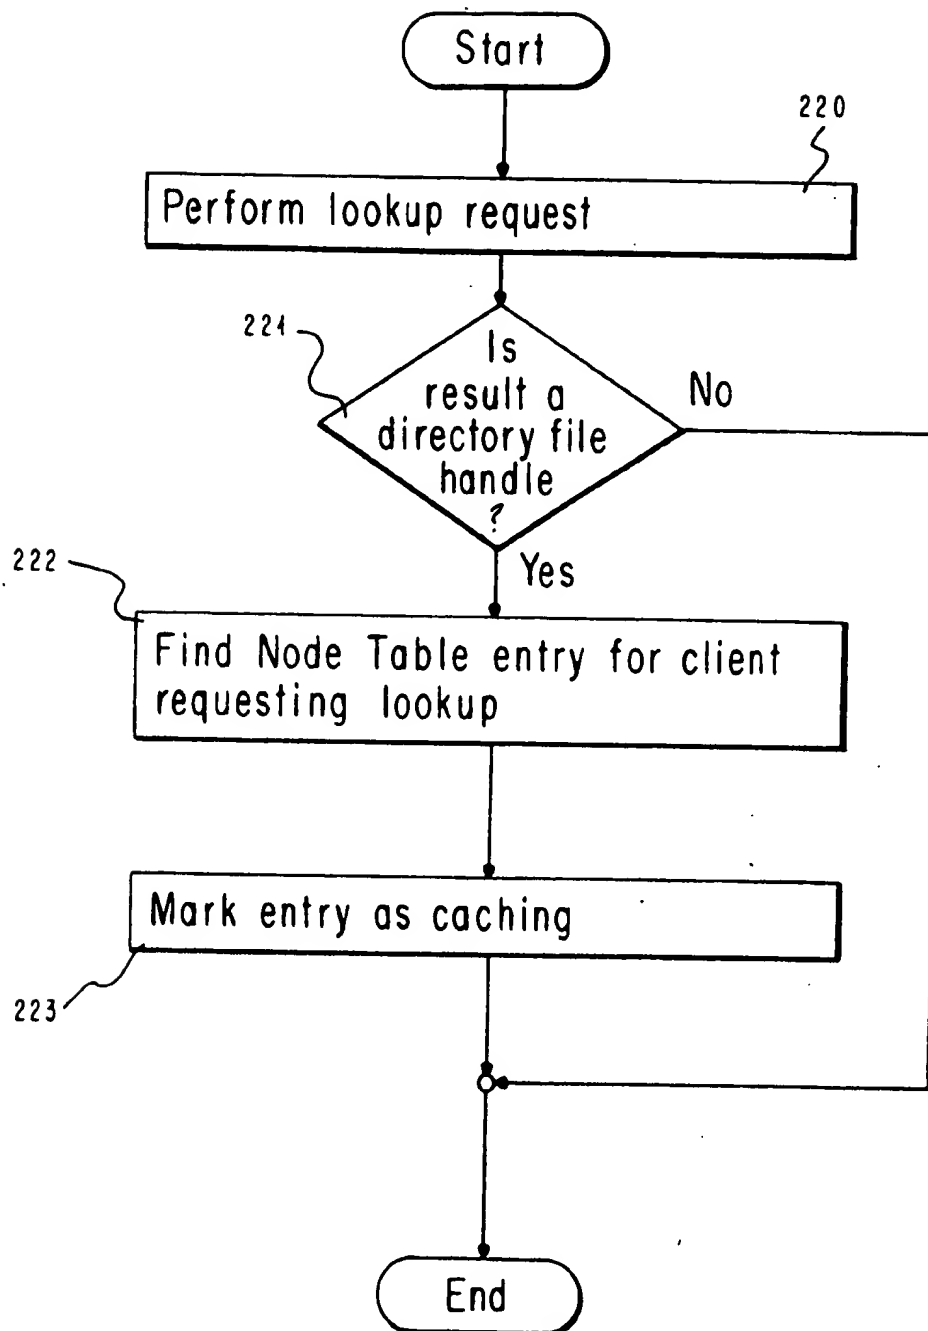 Start
220
Perform lookup request
221
Is
result a
directory file
handle
?
No
Yes
222
Find Node Table entry for client
requesting lookup
Mark entry as caching
223
End